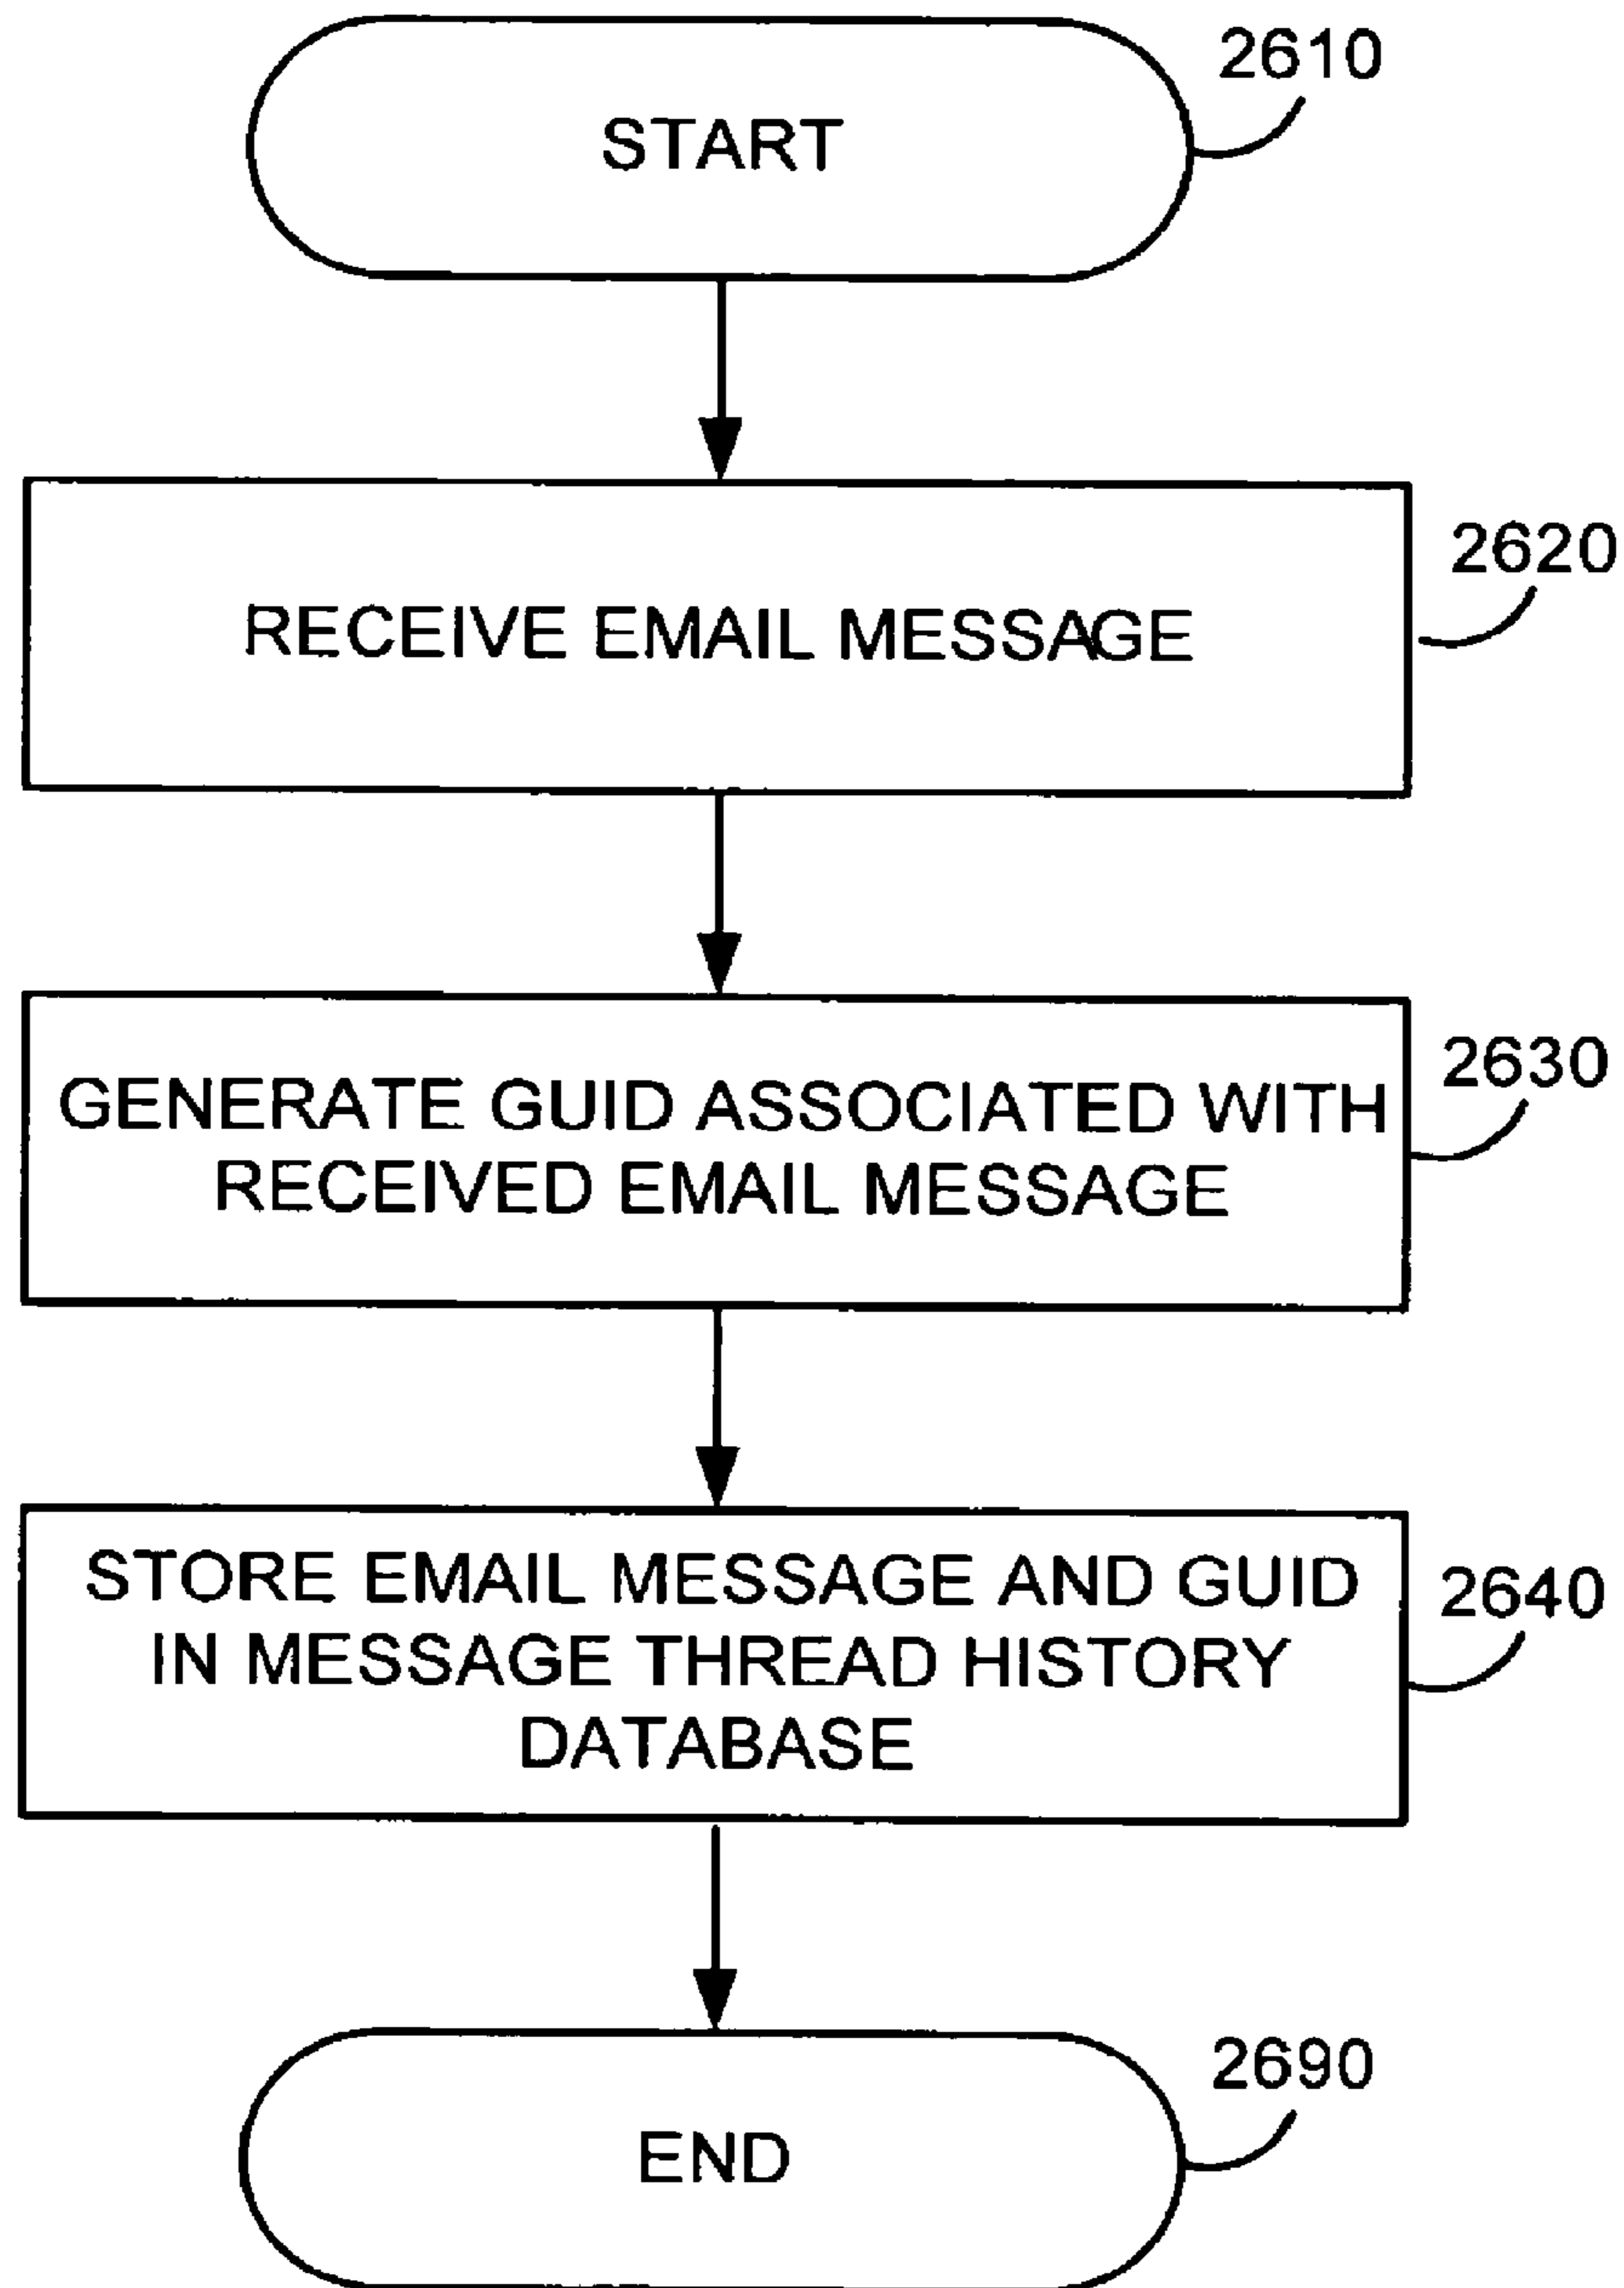 2610
START
2620
RECEIVE EMAIL MESSAGE
2630
GENERATE GUID ASSOCIATED WITH
RECEIVED EMAIL MESSAGE
2640
STORE EMAIL MESSAGE AND GUID
IN MESSAGE THREAD HISTORY
DATABASE
2690
END